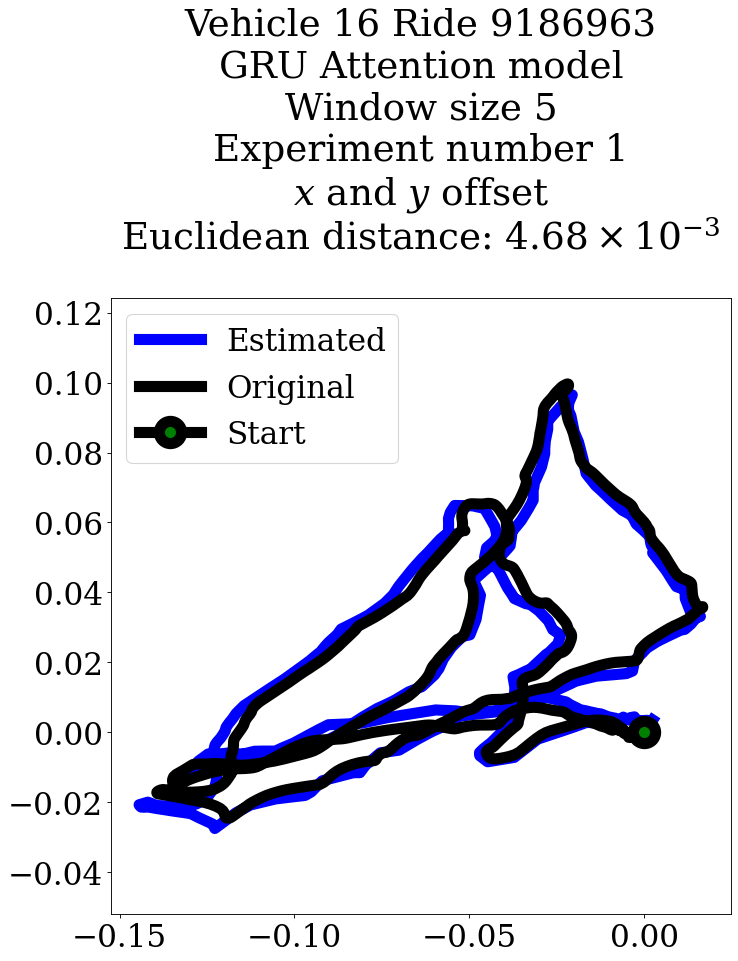 Vehicle 16 Ride 9186963
GRU Attention model
Window size 5
Experiment number 1
x and y offset
Euclidean distance: 4.68 × 10⁻³
0.12
0.10
0.08
0.06
0.04
0.02
0.00
−0.02
−0.04
Estimated
Original
Start
−0.15 −0.10 −0.05 0.00